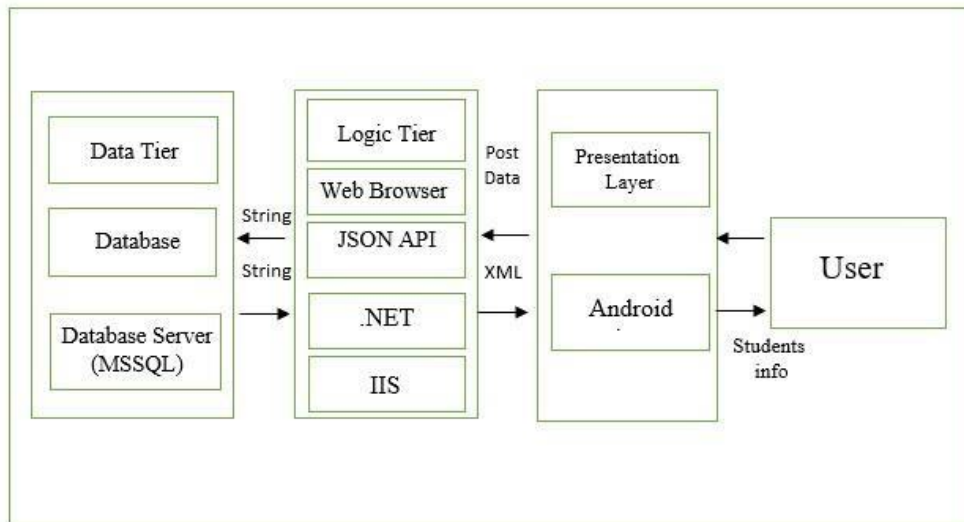 Data Tier
Database
Database Server
(MSSQL)
String
String
Logic Tier
Web Browser
JSON API
.NET
IIS
Post
Data
XML
Presentation
Layer
Android
User
Students
info